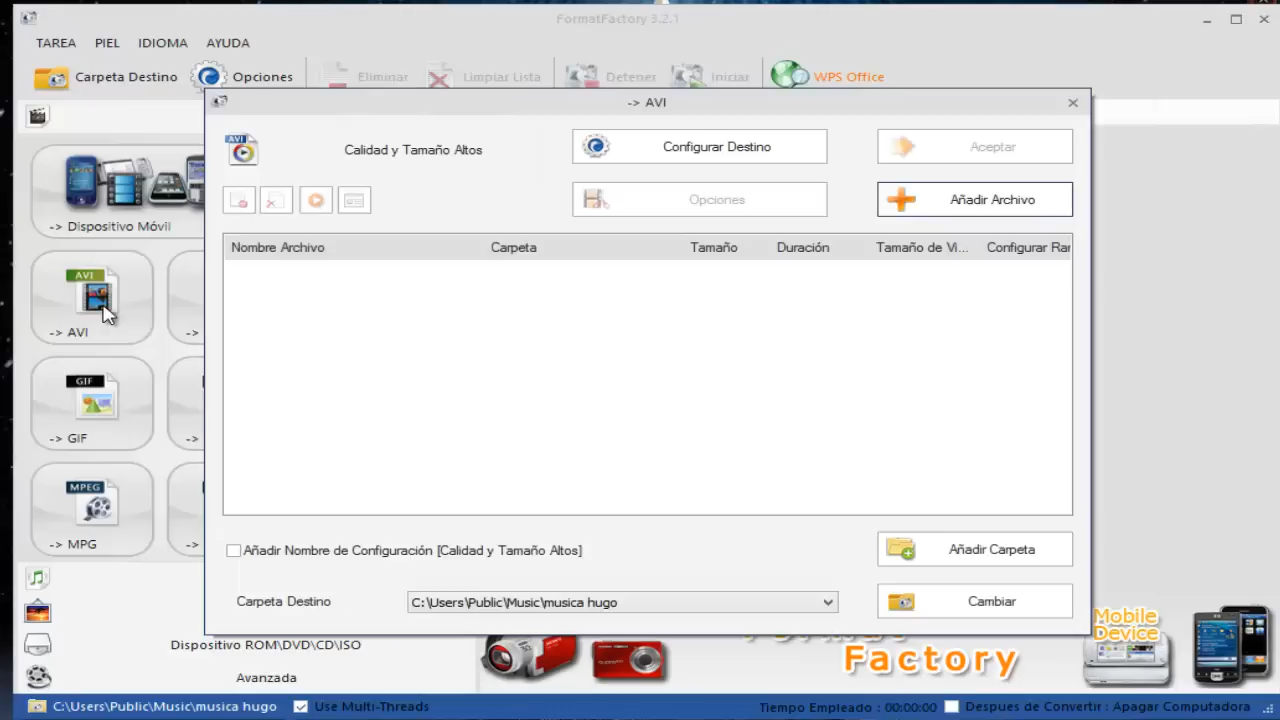 FormatFactory 3.2.1
TAREA PIEL IDIOMA AYUDA
Carpeta Destino Opciones Eliminar Limpiar Lista Detener Iniciar WPS Office
-> AVI
Calidad y Tamaño Altos
Configurar Destino
Aceptar
Opciones
Añadir Archivo
Nombre Archivo Carpeta Tamaño Duración Tamaño de Vi... Configurar Rar
-> Dispositivo Móvil
AVI
-> AVI
->
GIF
-> GIF
->
MPEG
-> MPG
->
Añadir Nombre de Configuración [Calidad y Tamaño Altos]
Añadir Carpeta
Carpeta Destino
C:\Users\Public\Music\musica hugo
Cambiar
Dispositivo ROM\DVD\CD\ISO
Avanzada
Factory
Mobile
Device
C:\Users\Public\Music\musica hugo Use Multi-Threads Tiempo Empleado : 00:00:00 Despues de Convertir : Apagar Computadora